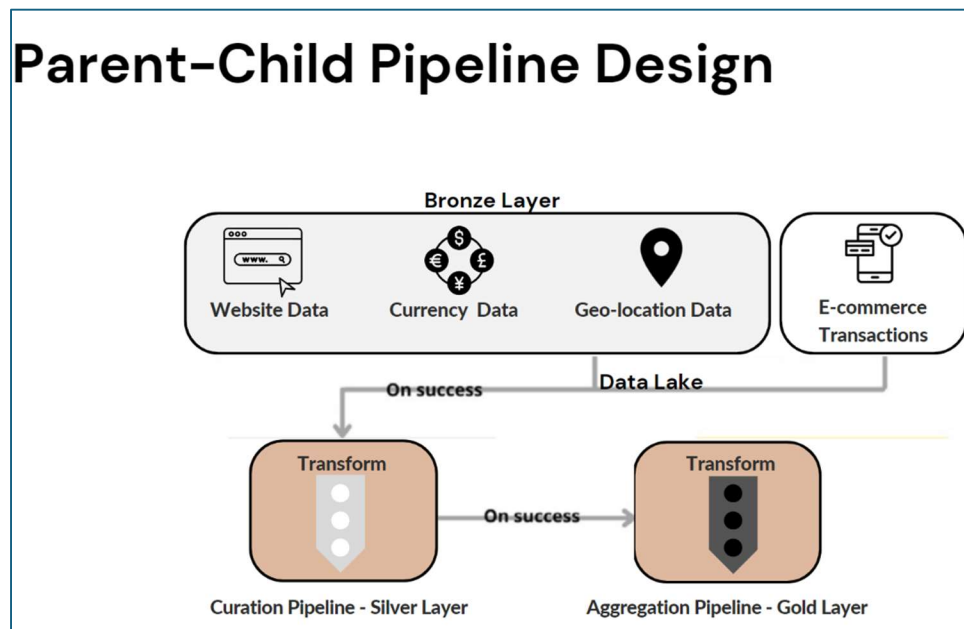 Parent-Child Pipeline Design
Bronze Layer
www.
$
€
£
¥
Website Data
Currency Data
Geo-location Data
E-commerce
Transactions
Data Lake
On success
Transform
Transform
On success
Curation Pipeline - Silver Layer
Aggregation Pipeline - Gold Layer